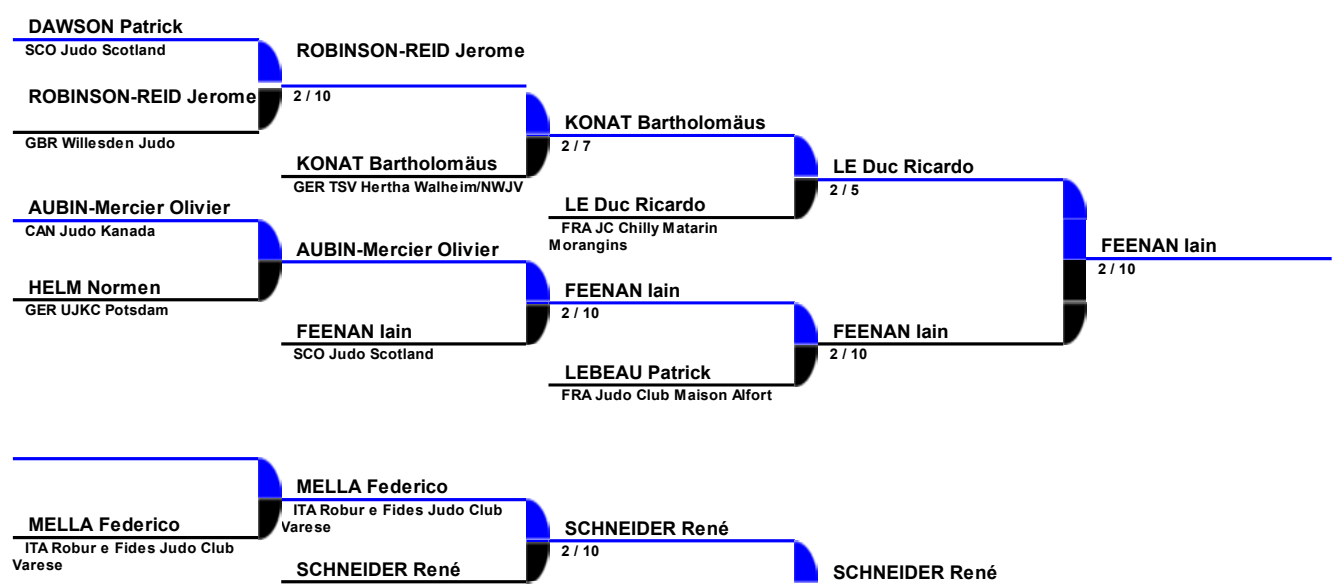 DAWSON Patrick
SCO Judo Scotland
ROBINSON-REID Jerome
ROBINSON-REID Jerome
2 / 10
GBR Willesden Judo
KONAT Bartholomäus
2 / 7
KONAT Bartholomäus
GER TSV Hertha Walheim/NWJV
LE Duc Ricardo
2 / 5
AUBIN-Mercier Olivier
CAN Judo Kanada
LE Duc Ricardo
FRA JC Chilly Matarin
Morangins
AUBIN-Mercier Olivier
FEENAN Iain
2 / 10
HELM Normen
GER UJKC Potsdam
FEENAN Iain
2 / 10
FEENAN Iain
SCO Judo Scotland
FEENAN Iain
2 / 10
LEBEAU Patrick
FRA Judo Club Maison Alfort
MELLA Federico
ITA Robur e Fides Judo Club
Varese
MELLA Federico
ITA Robur e Fides Judo Club
Varese
SCHNEIDER René
2 / 10
SCHNEIDER René
SCHNEIDER René